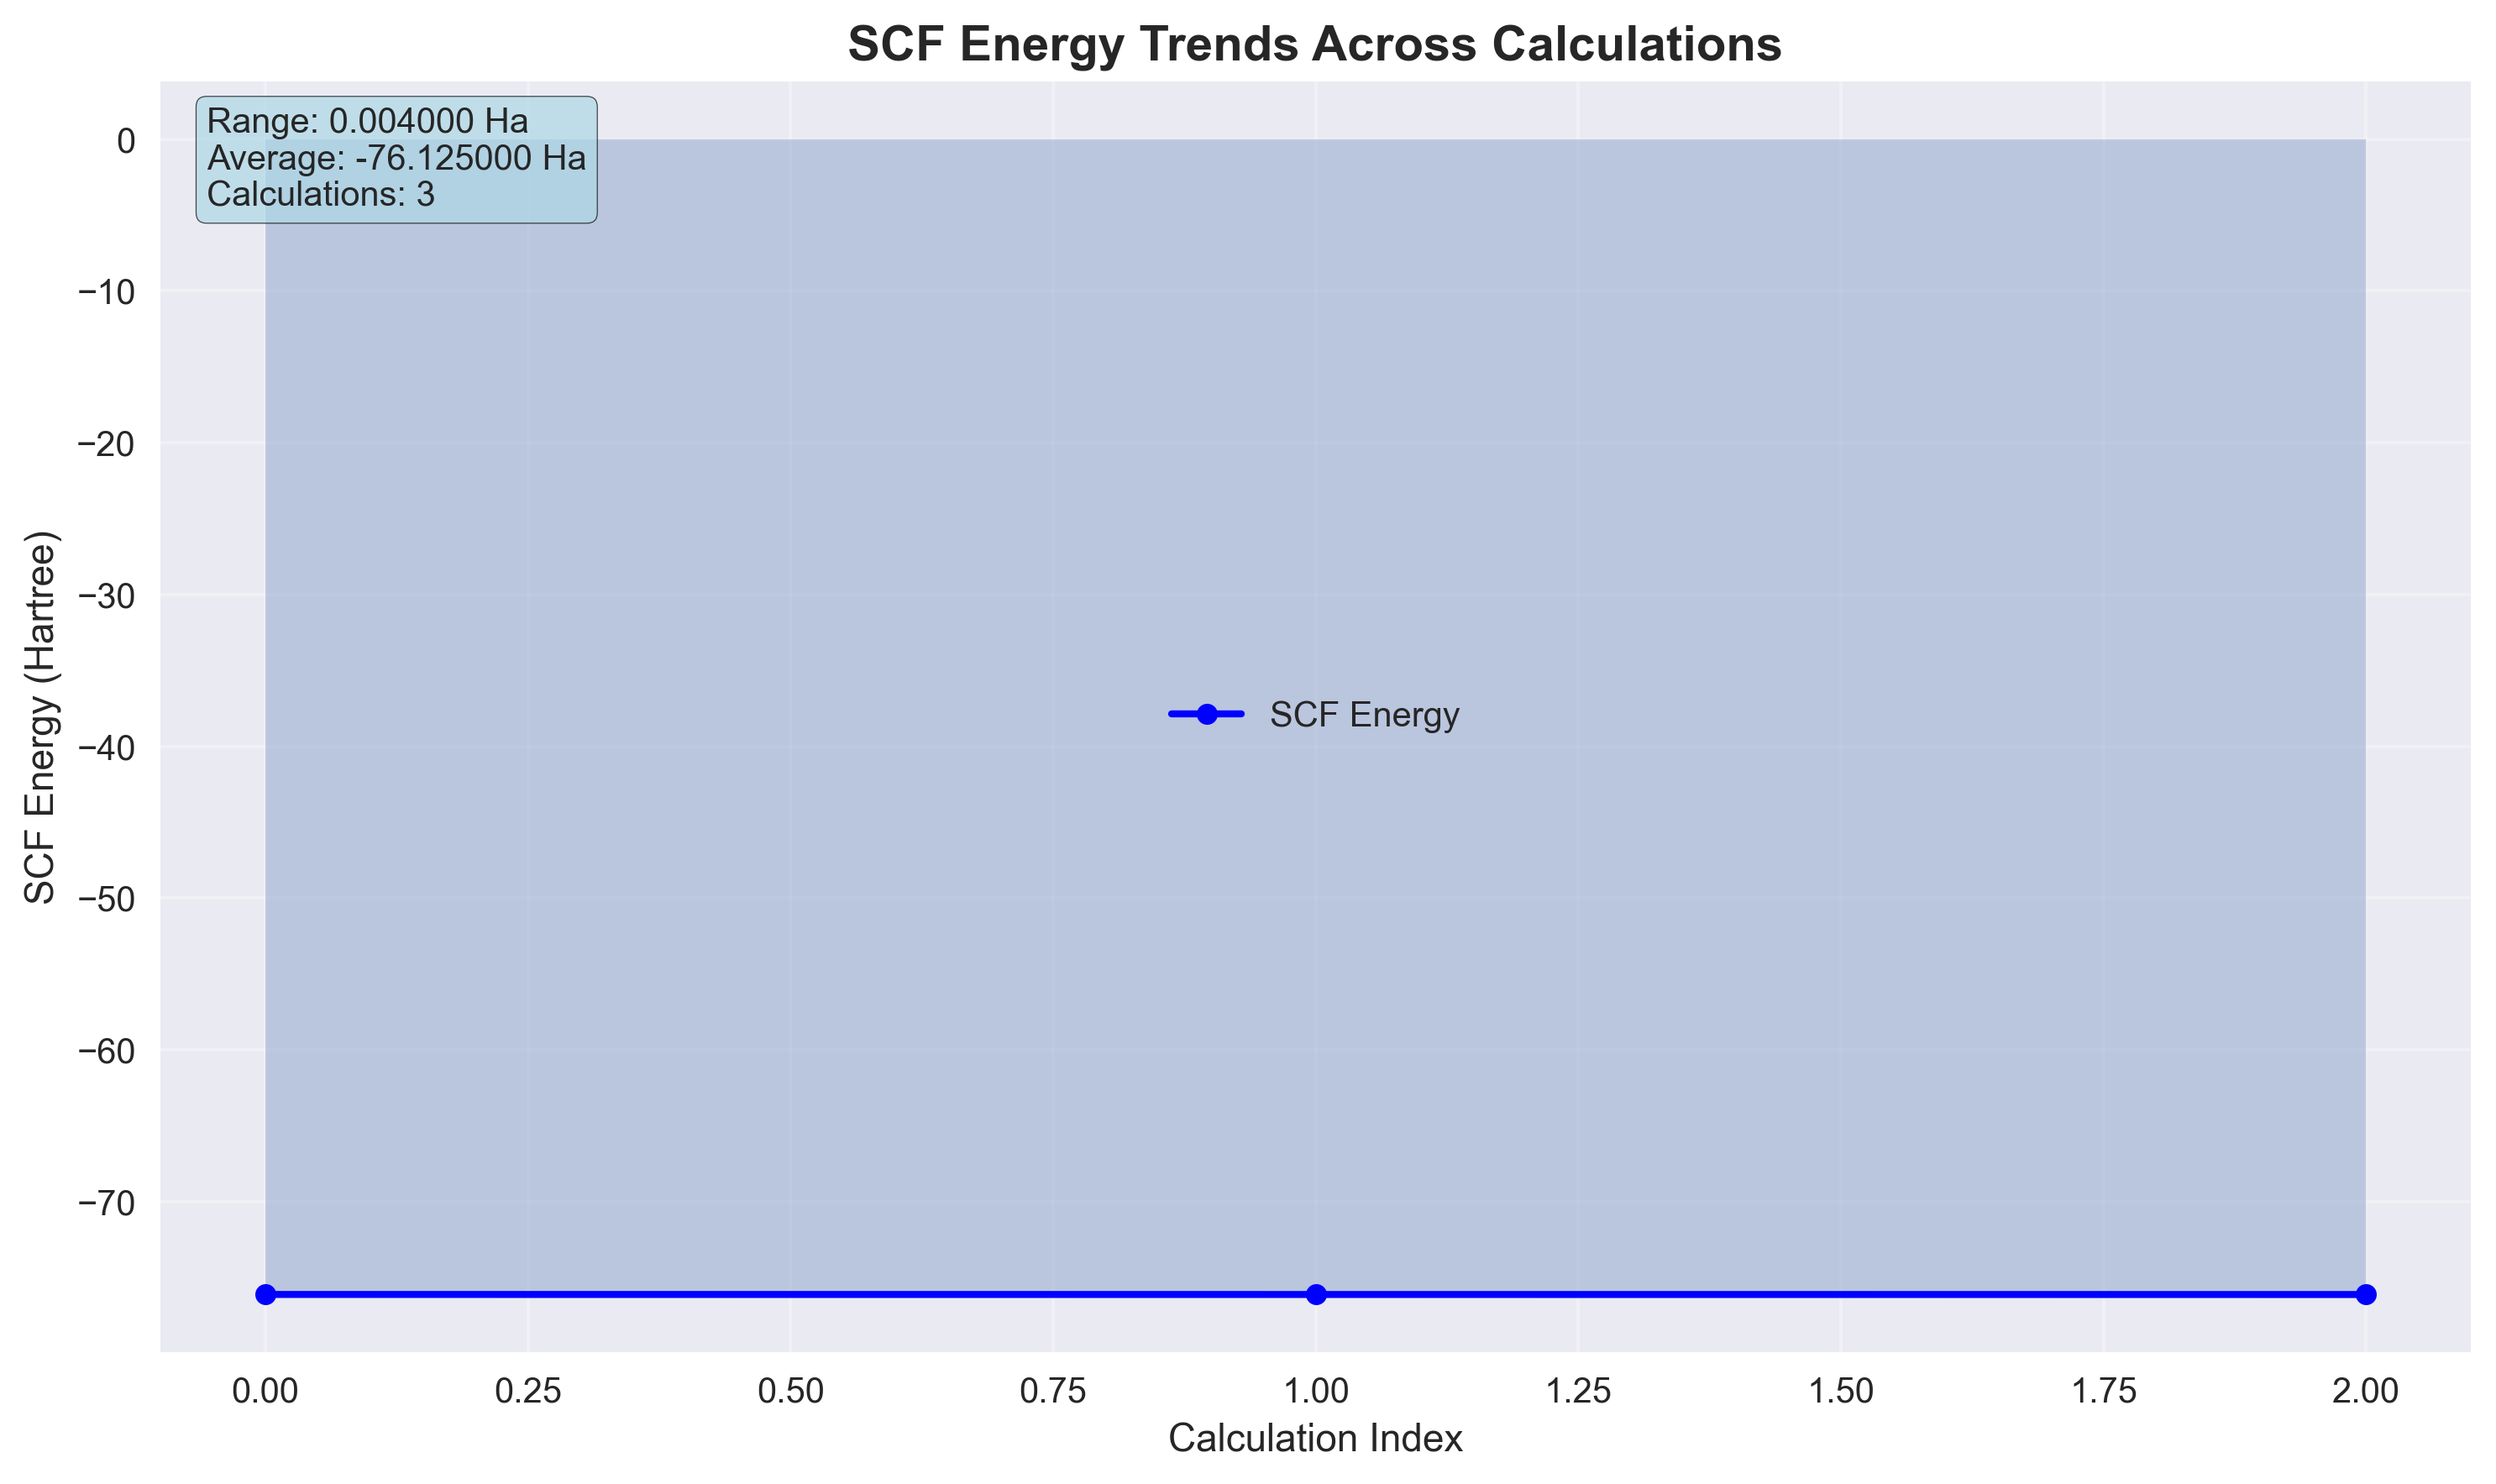 SCF Energy Trends Across Calculations
Range: 0.004000 Ha
Average: -76.125000 Ha
Calculations: 3
0
−10
−20
−30
−40
−50
−60
−70
SCF Energy (Hartree)
SCF Energy
0.00 0.25 0.50 0.75 1.00 1.25 1.50 1.75 2.00
Calculation Index